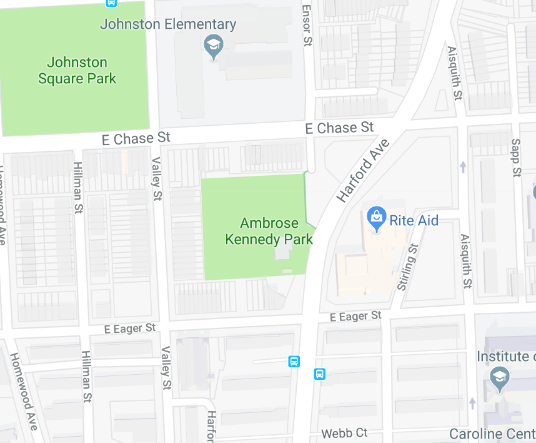 Johnston Elementary
Ensor St
Johnston
Square Park
Aisquith St
E Chase St
E Chase St
Sapp St
Harford Ave
Homewood Ave
Hillman St
Valley St
Ambrose
Kennedy Park
Rite Aid
Stirling St
Aisquith St
E Eager St
E Eager St
Homewood Ave
Hillman St
Valley St
Institute o
Harfo
Webb Ct
Caroline Cent